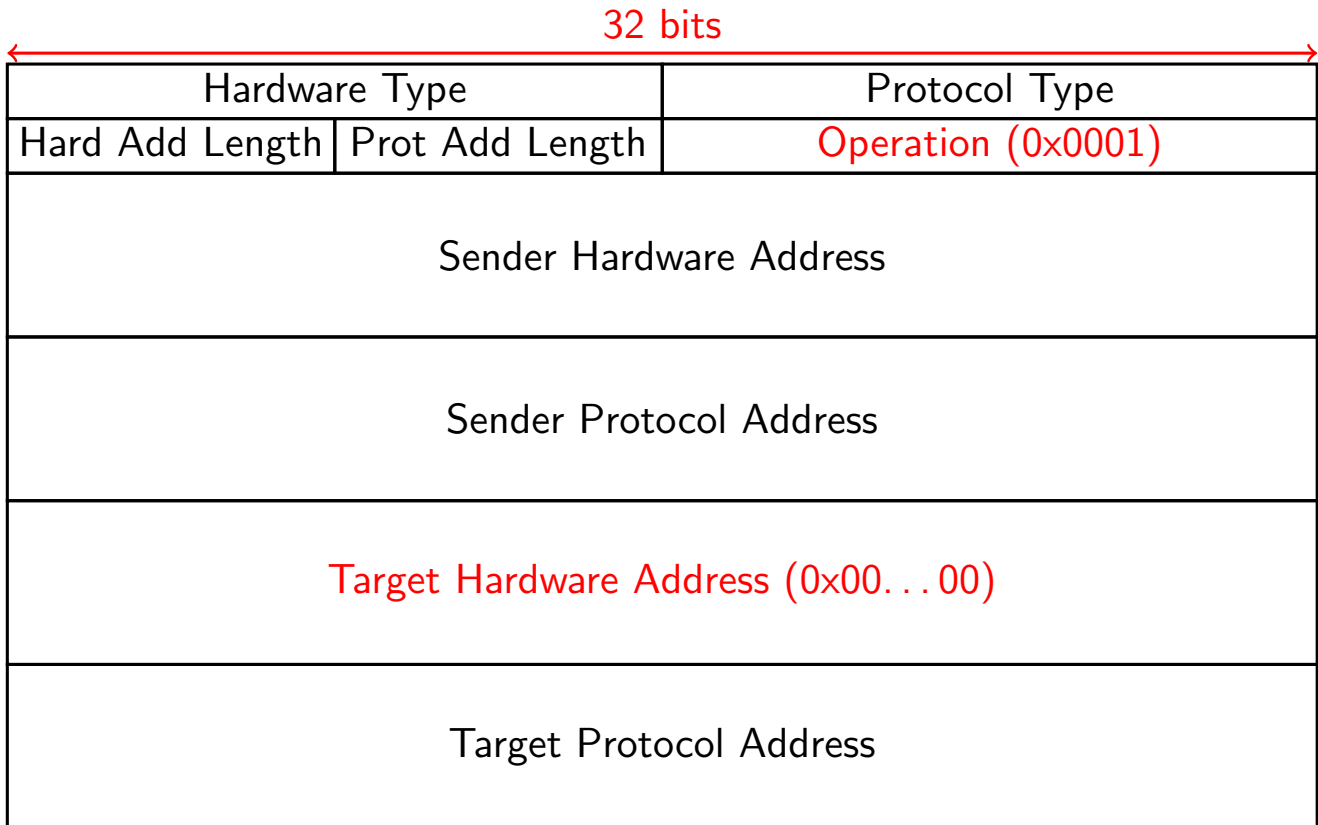 32 bits
Hardware Type Protocol Type
Hard Add Length Prot Add Length Operation (0x0001)
Sender Hardware Address
Sender Protocol Address
Target Hardware Address (0x00...00)
Target Protocol Address